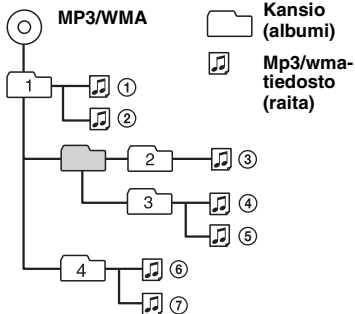 MP3/WMA
Kansio
(albumi)
Mp3/wma-
tiedosto
(raita)
1
①
②
2
③
3
④
⑤
4
⑥
⑦